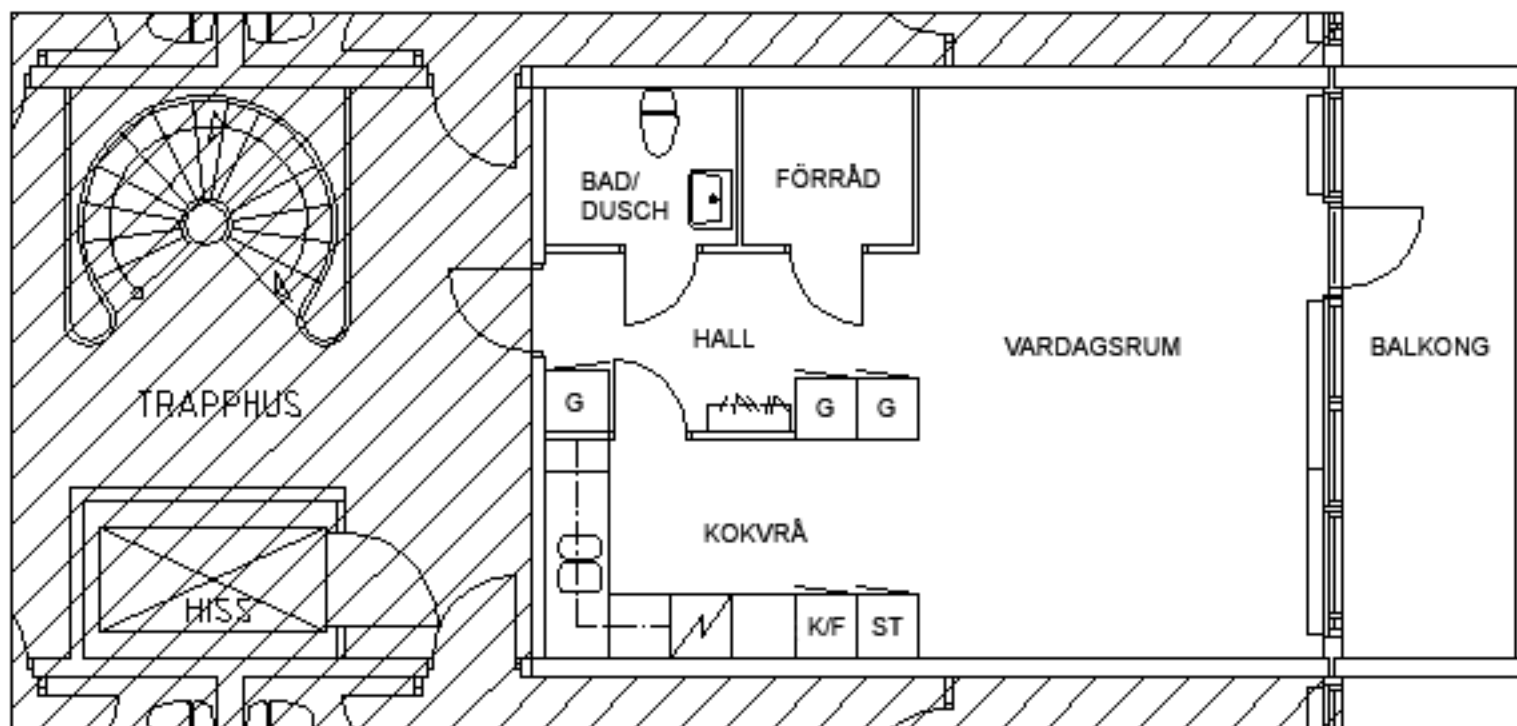 BAD/
DUSCH
FÖRRÅD
HALL
VARDAGSRUM
BALKONG
TRAPPHUS
G
G
G
KOKVRÅ
HISS
K/F
ST